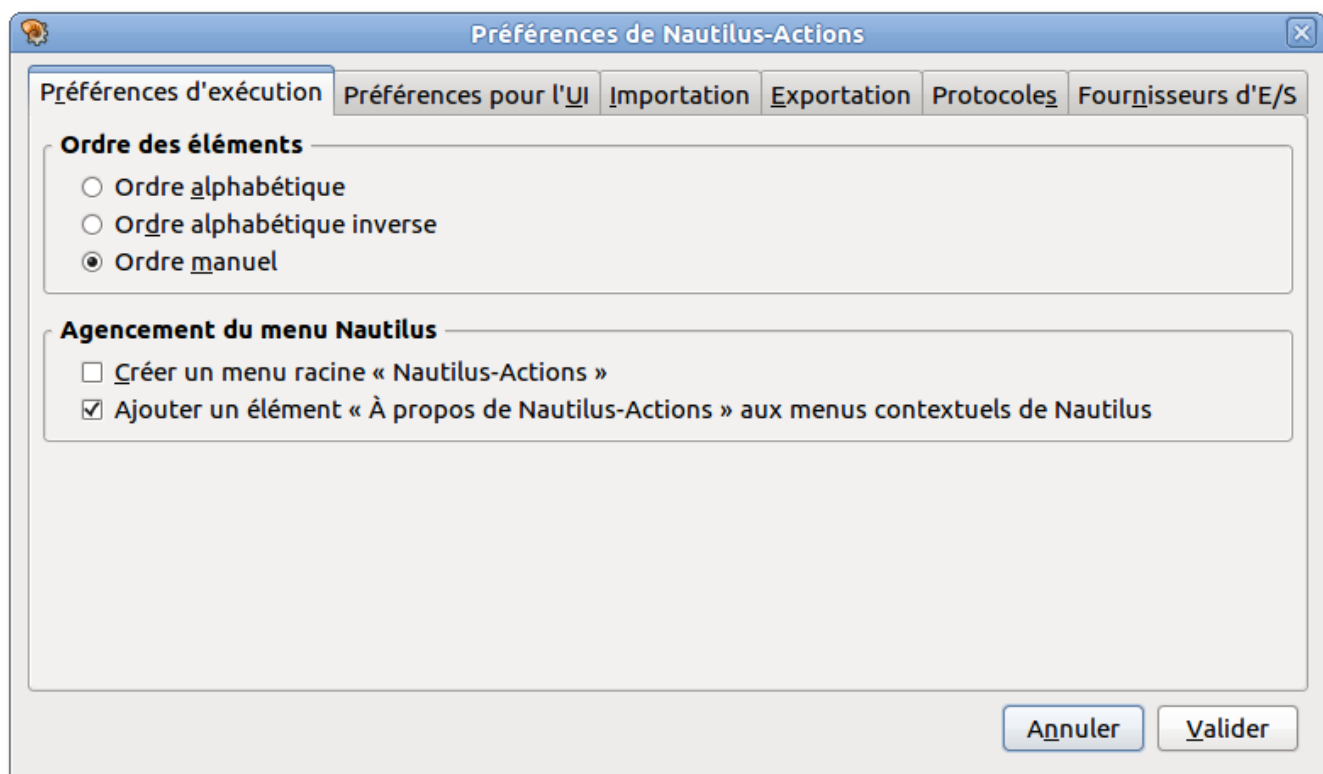 Préférences de Nautilus-Actions
Préférences d'exécution Préférences pour l'UI Importation Exportation Protocoles Fournisseurs d'E/S
Ordre des éléments
Ordre alphabétique
Ordre alphabétique inverse
Ordre manuel
Agencement du menu Nautilus
Créer un menu racine « Nautilus-Actions »
Ajouter un élément « À propos de Nautilus-Actions » aux menus contextuels de Nautilus
Annuler Valider